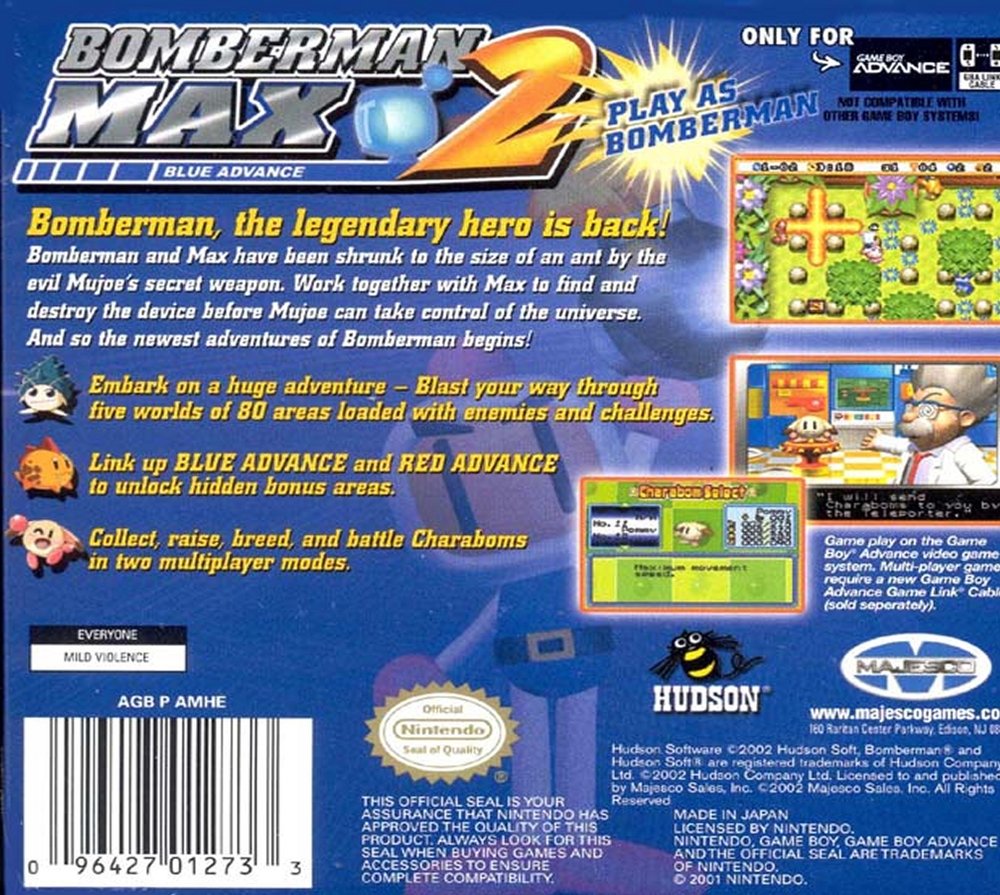 BOMBERMAN
MAX 2
BLUE ADVANCE
PLAY AS
BOMBERMAN
ONLY FOR
GAME BOY
ADVANCE
GBA LINK
CABLE
NOT COMPATIBLE WITH
OTHER GAME BOY SYSTEMS!
Bomberman, the legendary hero is back!
Bomberman and Max have been shrunk to the size of an ant by the
evil Mujoe's secret weapon. Work together with Max to find and
destroy the device before Mujoe can take control of the universe.
And so the newest adventures of Bomberman begins!
Embark on a huge adventure – Blast your way through
five worlds of 80 areas loaded with enemies and challenges.
Link up BLUE ADVANCE and RED ADVANCE
to unlock hidden bonus areas.
Collect, raise, breed, and battle Charaboms
in two multiplayer modes.
Charabom Select
Pommy
No.
Maximum movement
speed.
"I will send
Charaboms to you by
the Teleporter."
Game play on the Game
Boy® Advance video game
system. Multi-player game
require a new Game Boy
Advance Game Link® Cabl
(sold seperately).
EVERYONE
MILD VIOLENCE
AGB P AMHE
0 96427 01273 3
Official
Nintendo
Seal of Quality
®
THIS OFFICIAL SEAL IS YOUR
ASSURANCE THAT NINTENDO HAS
APPROVED THE QUALITY OF THIS
PRODUCT. ALWAYS LOOK FOR THIS
SEAL WHEN BUYING GAMES AND
ACCESSORIES TO ENSURE
COMPLETE COMPATIBILITY.
HUDSON®
MAJESCO
www.majescogames.co
160 Raritan Center Parkway, Edison, NJ 08
Hudson Software ©2002 Hudson Soft, Bomberman® and
Hudson Soft® are registered trademarks of Hudson Company
Ltd. ©2002 Hudson Company Ltd. Licensed to and published
by Majesco Sales, Inc. ©2002 Majesco Sales, Inc. All Rights
Reserved
MADE IN JAPAN
LICENSED BY NINTENDO.
NINTENDO, GAME BOY, GAME BOY ADVANCE
AND THE OFFICIAL SEAL ARE TRADEMARKS
OF NINTENDO.
© 2001 NINTENDO.